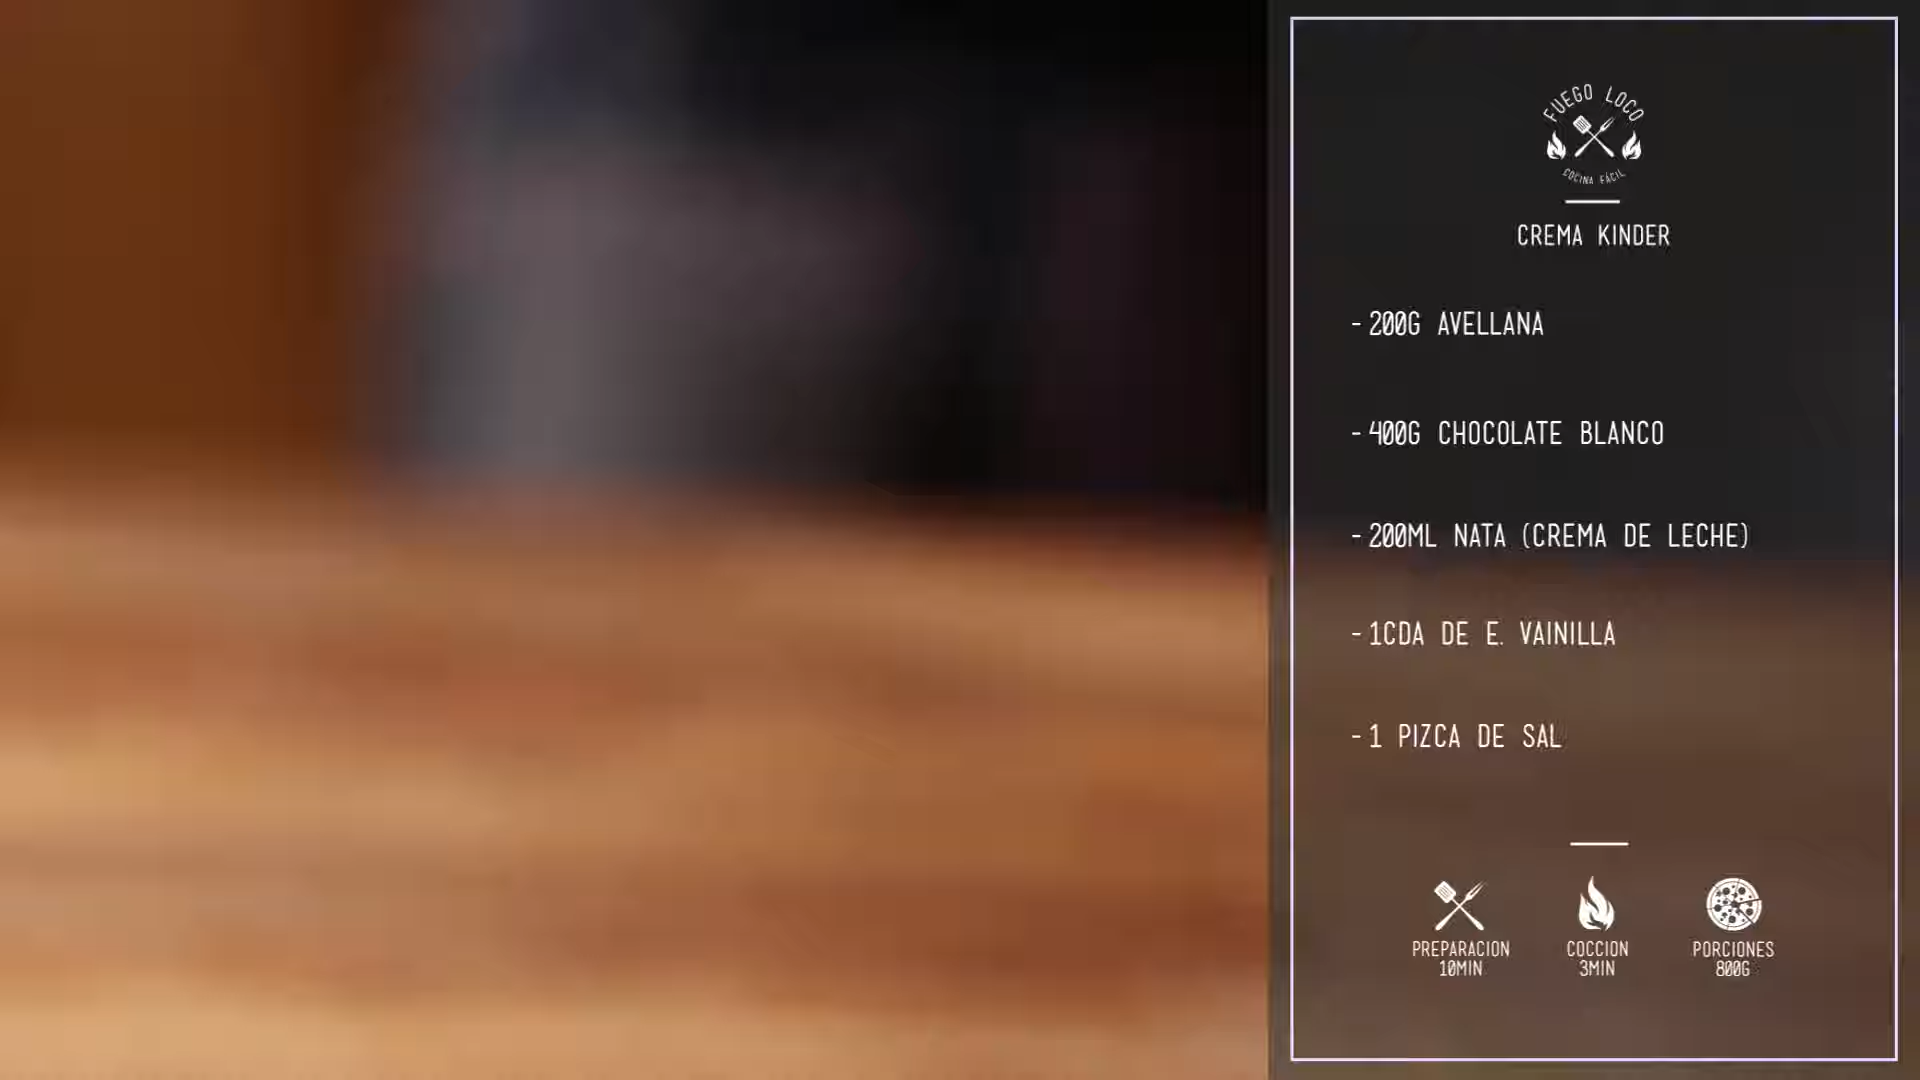 FUEGO LOCO
COCINA FÁCIL
CREMA KINDER
- 200G AVELLANA
- 400G CHOCOLATE BLANCO
- 200ML NATA (CREMA DE LECHE)
- 1CDA DE E. VAINILLA
- 1 PIZCA DE SAL
PREPARACION
10MIN
COCCION
3MIN
PORCIONES
800G